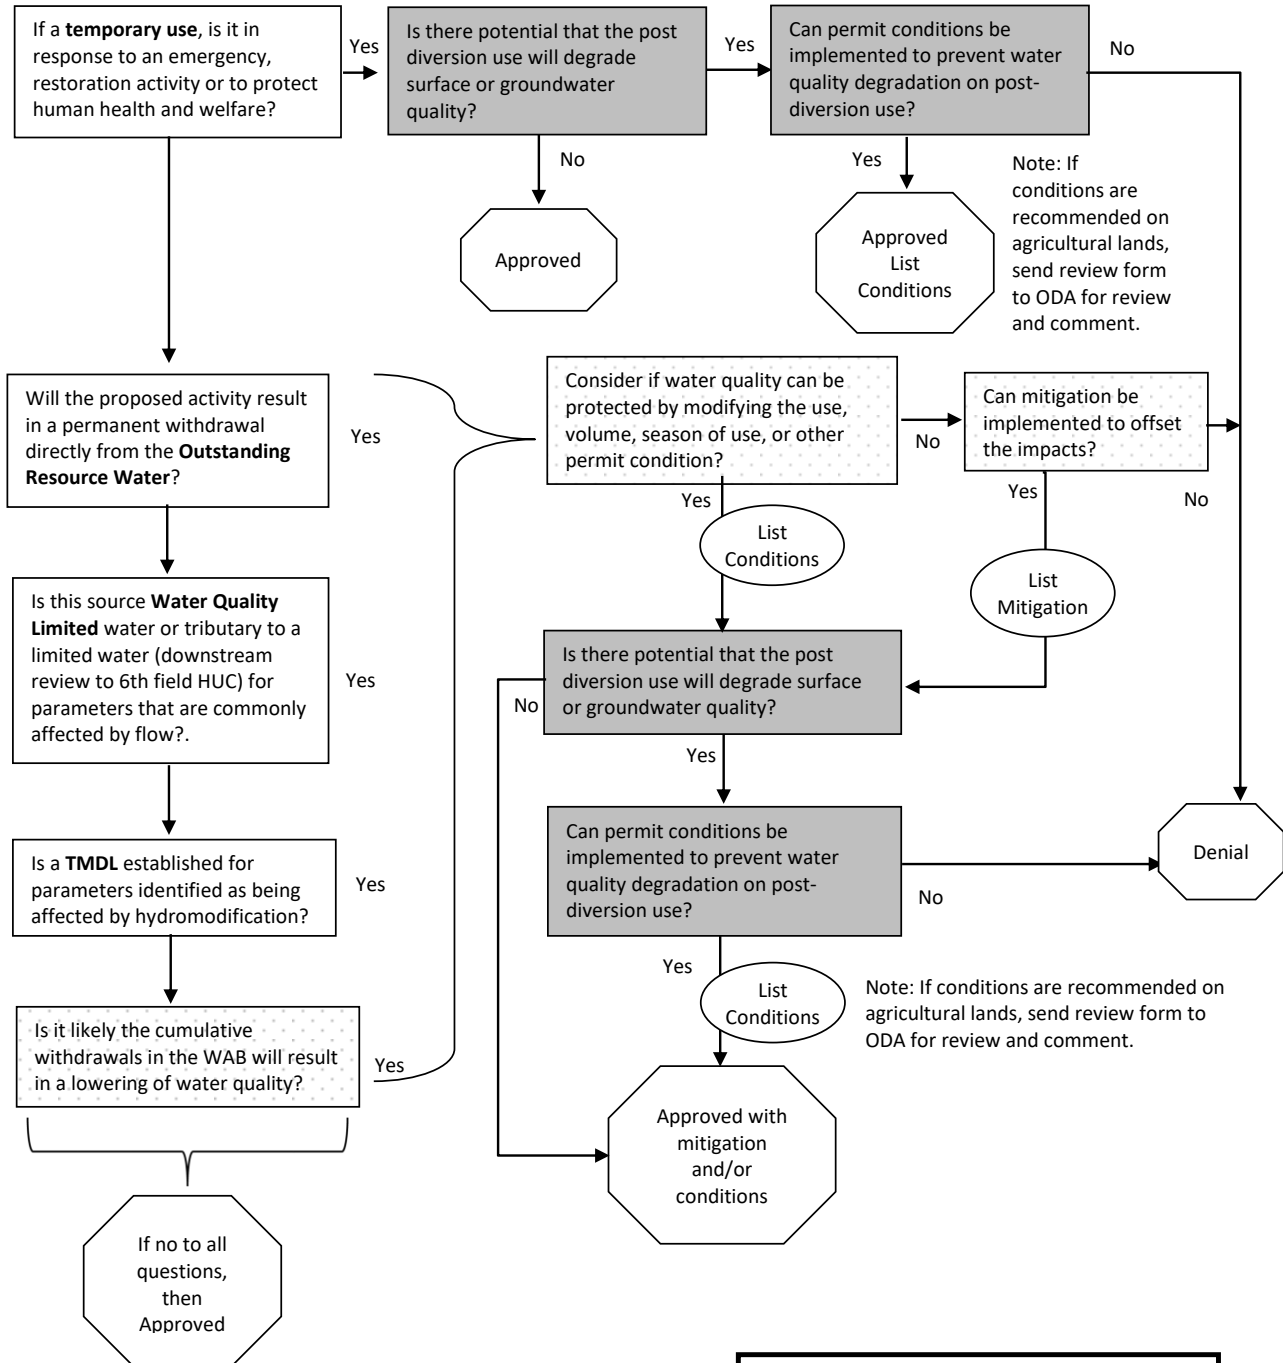 If a temporary use, is it in
response to an emergency,
restoration activity or to protect
human health and welfare?
Yes
Is there potential that the post
diversion use will degrade
surface or groundwater
quality?
Yes
Can permit conditions be
implemented to prevent water
quality degradation on post-
diversion use?
No
No
Approved
Yes
Approved
List
Conditions
Note: If
conditions are
recommended on
agricultural lands,
send review form
to ODA for review
and comment.
Will the proposed activity result
in a permanent withdrawal
directly from the Outstanding
Resource Water?
Yes
Consider if water quality can be
protected by modifying the use,
volume, season of use, or other
permit condition?
No
Can mitigation be
implemented to offset
the impacts?
No
Yes
List
Conditions
Yes
List
Mitigation
Is this source Water Quality
Limited water or tributary to a
limited water (downstream
review to 6th field HUC) for
parameters that are commonly
affected by flow?.
Yes
Is there potential that the post
diversion use will degrade surface
or groundwater quality?
No
Yes
Is a TMDL established for
parameters identified as being
affected by hydromodification?
Yes
Can permit conditions be
implemented to prevent water
quality degradation on post-
diversion use?
No
Denial
Yes
List
Conditions
Note: If conditions are recommended on
agricultural lands, send review form to
ODA for review and comment.
Is it likely the cumulative
withdrawals in the WAB will result
in a lowering of water quality?
Yes
Approved with
mitigation
and/or
conditions
If no to all
questions,
then
Approved